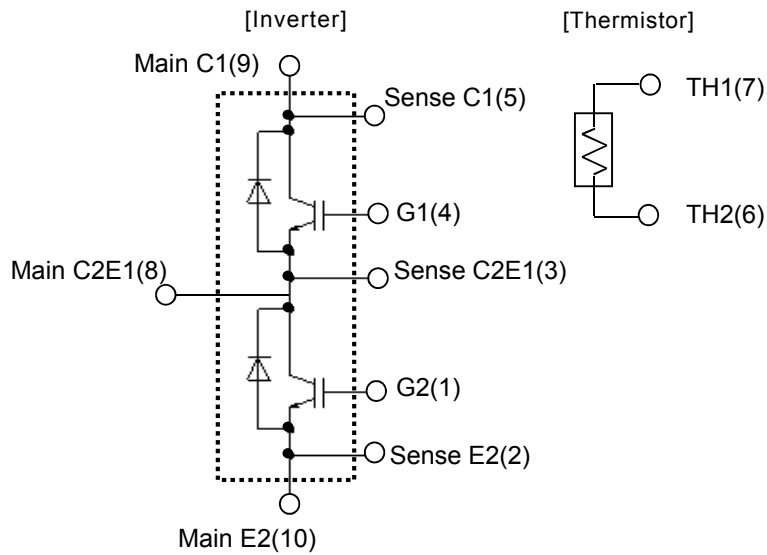 [Inverter]
[Thermistor]
Main C1(9)
Sense C1(5)
TH1(7)
G1(4)
TH2(6)
Main C2E1(8)
Sense C2E1(3)
G2(1)
Sense E2(2)
Main E2(10)